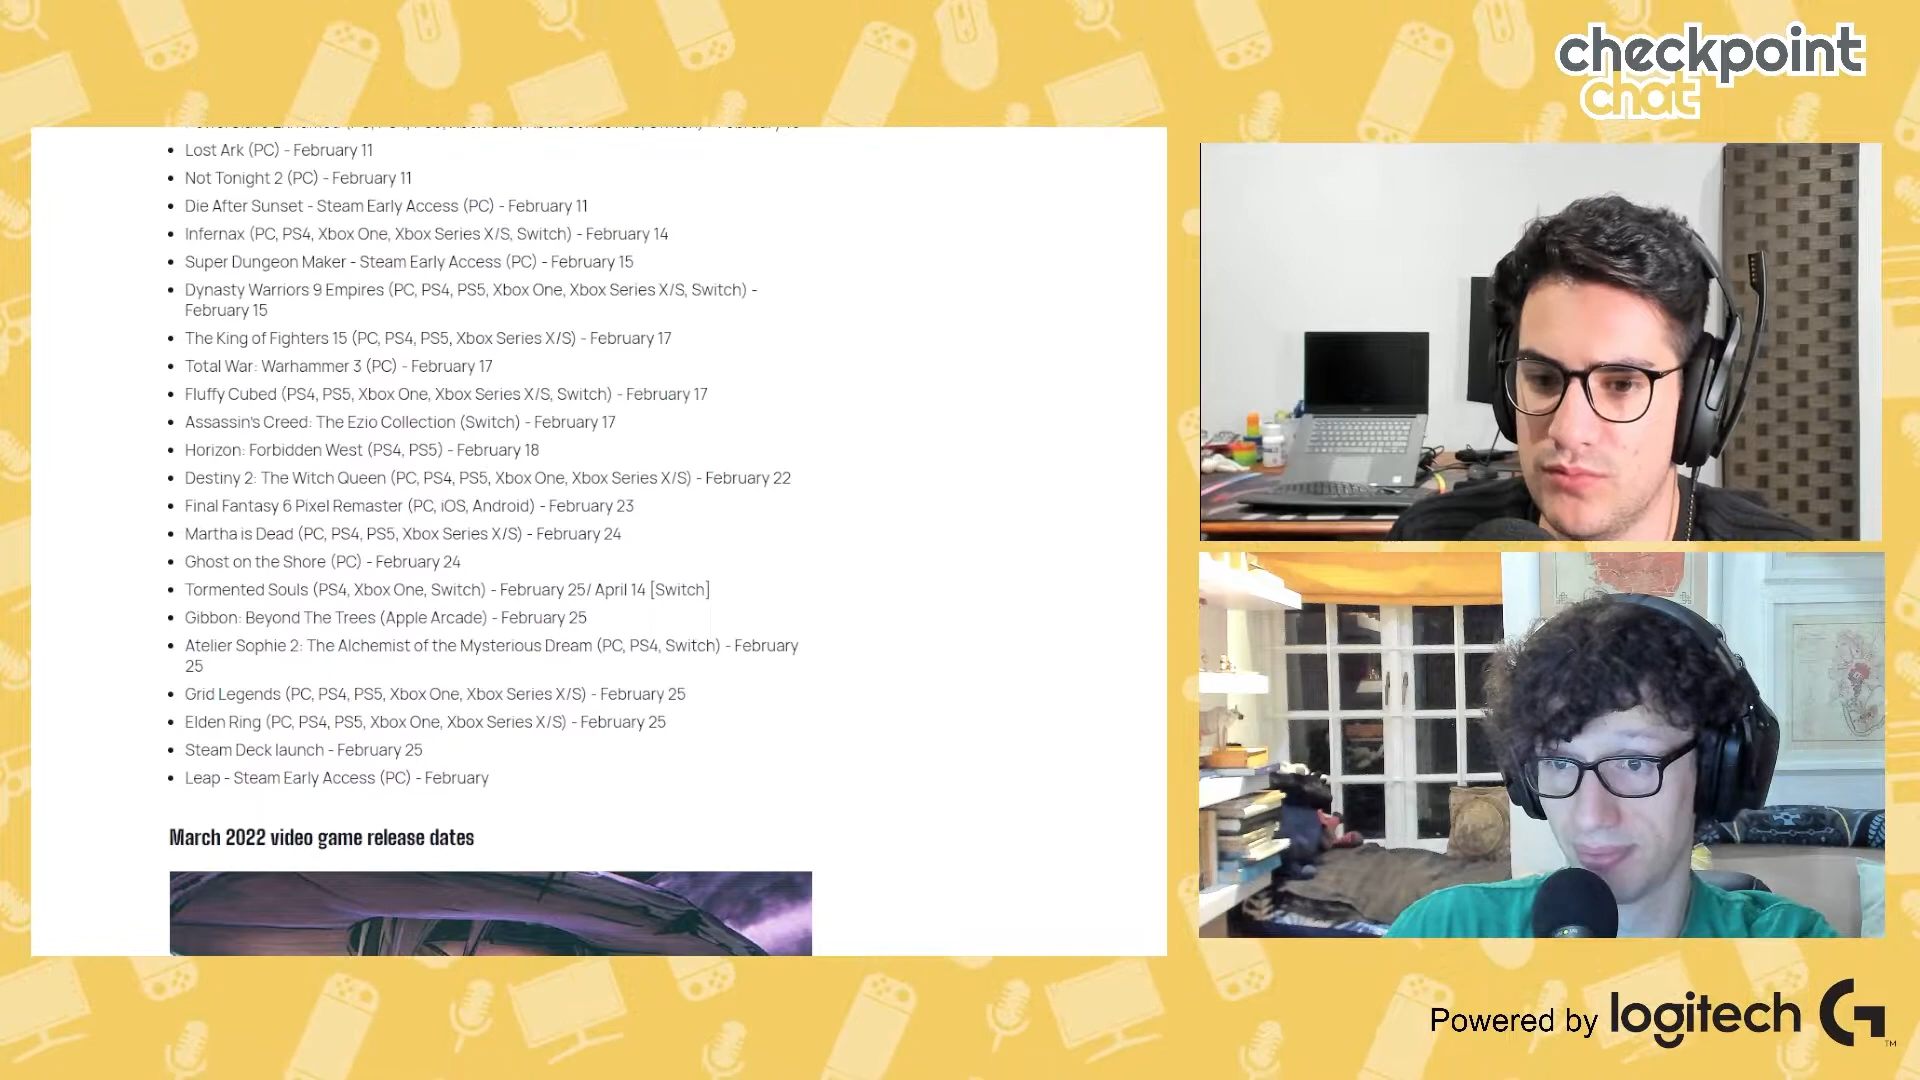 checkpoint
chat
Lost Ark (PC) - February 11
Not Tonight 2 (PC) - February 11
Die After Sunset - Steam Early Access (PC) - February 11
Infernax (PC, PS4, Xbox One, Xbox Series X/S, Switch) - February 14
Super Dungeon Maker - Steam Early Access (PC) - February 15
Dynasty Warriors 9 Empires (PC, PS4, PS5, Xbox One, Xbox Series X/S, Switch) -
February 15
The King of Fighters 15 (PC, PS4, PS5, Xbox Series X/S) - February 17
Total War: Warhammer 3 (PC) - February 17
Fluffy Cubed (PS4, PS5, Xbox One, Xbox Series X/S, Switch) - February 17
Assassin's Creed: The Ezio Collection (Switch) - February 17
Horizon: Forbidden West (PS4, PS5) - February 18
Destiny 2: The Witch Queen (PC, PS4, PS5, Xbox One, Xbox Series X/S) - February 22
Final Fantasy 6 Pixel Remaster (PC, iOS, Android) - February 23
Martha is Dead (PC, PS4, PS5, Xbox Series X/S) - February 24
Ghost on the Shore (PC) - February 24
Tormented Souls (PS4, Xbox One, Switch) - February 25/ April 14 [Switch]
Gibbon: Beyond The Trees (Apple Arcade) - February 25
Atelier Sophie 2: The Alchemist of the Mysterious Dream (PC, PS4, Switch) - February
25
Grid Legends (PC, PS4, PS5, Xbox One, Xbox Series X/S) - February 25
Elden Ring (PC, PS4, PS5, Xbox One, Xbox Series X/S) - February 25
Steam Deck launch - February 25
Leap - Steam Early Access (PC) - February
March 2022 video game release dates
Powered by logitech G ™